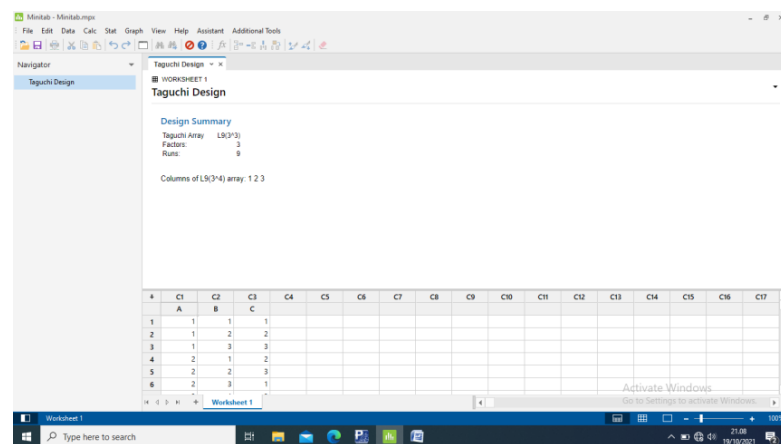 Minitab - Minitab.mpx
File Edit Data Calc Stat Graph View Help Assistant Additional Tools
Navigator
Taguchi Design
Taguchi Design
WORKSHEET 1
Taguchi Design
Design Summary
Taguchi Array L9(3^3)
Factors: 3
Runs: 9
Columns of L9(3^4) array: 1 2 3
C1 C2 C3 C4 C5 C6 C7 C8 C9 C10 C11 C12 C13 C14 C15 C16 C17
A B C
1 1 1 1
2 1 2 2
3 1 3 3
4 2 1 2
5 2 2 3
6 2 3 1
Activate Windows
Go to Settings to activate Windows.
Worksheet 1
Worksheet 1
100%
Type here to search
21.08
19/10/2021